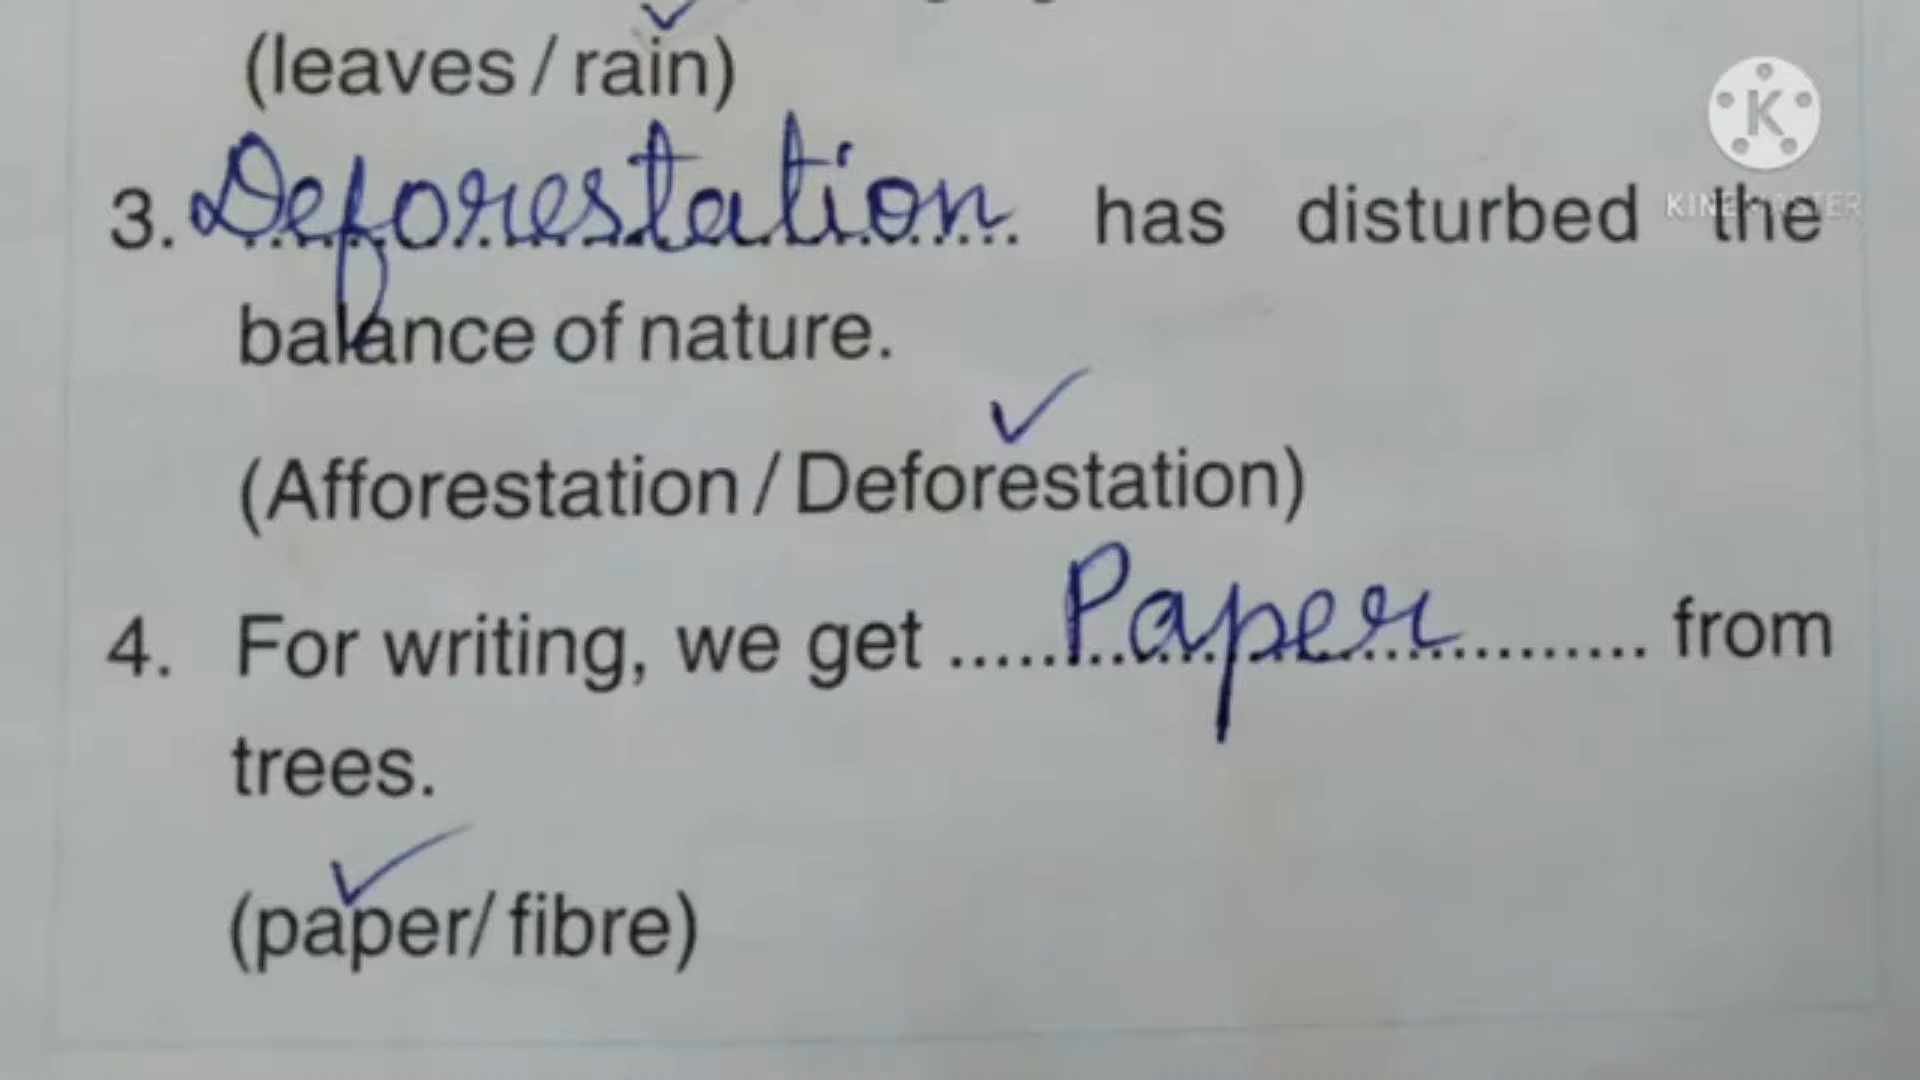 (leaves / rain)
3. Deforestation has disturbed the
balance of nature.
(Afforestation / Deforestation)
4. For writing, we get ..... Paper ..... from
trees.
(paper/ fibre)
K
KINEMASTER